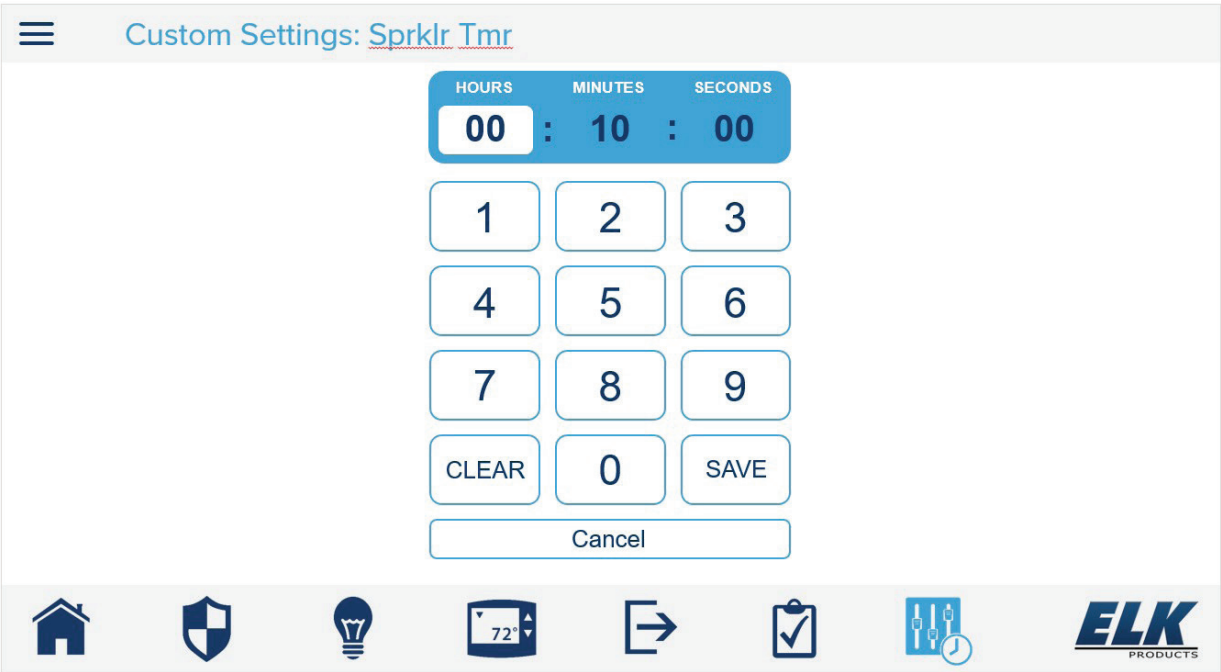 Custom Settings: Sprklr Tmr
HOURS MINUTES SECONDS
00 : 10 : 00
1 2 3
4 5 6
7 8 9
CLEAR 0 SAVE
Cancel
72°
ELK
PRODUCTS